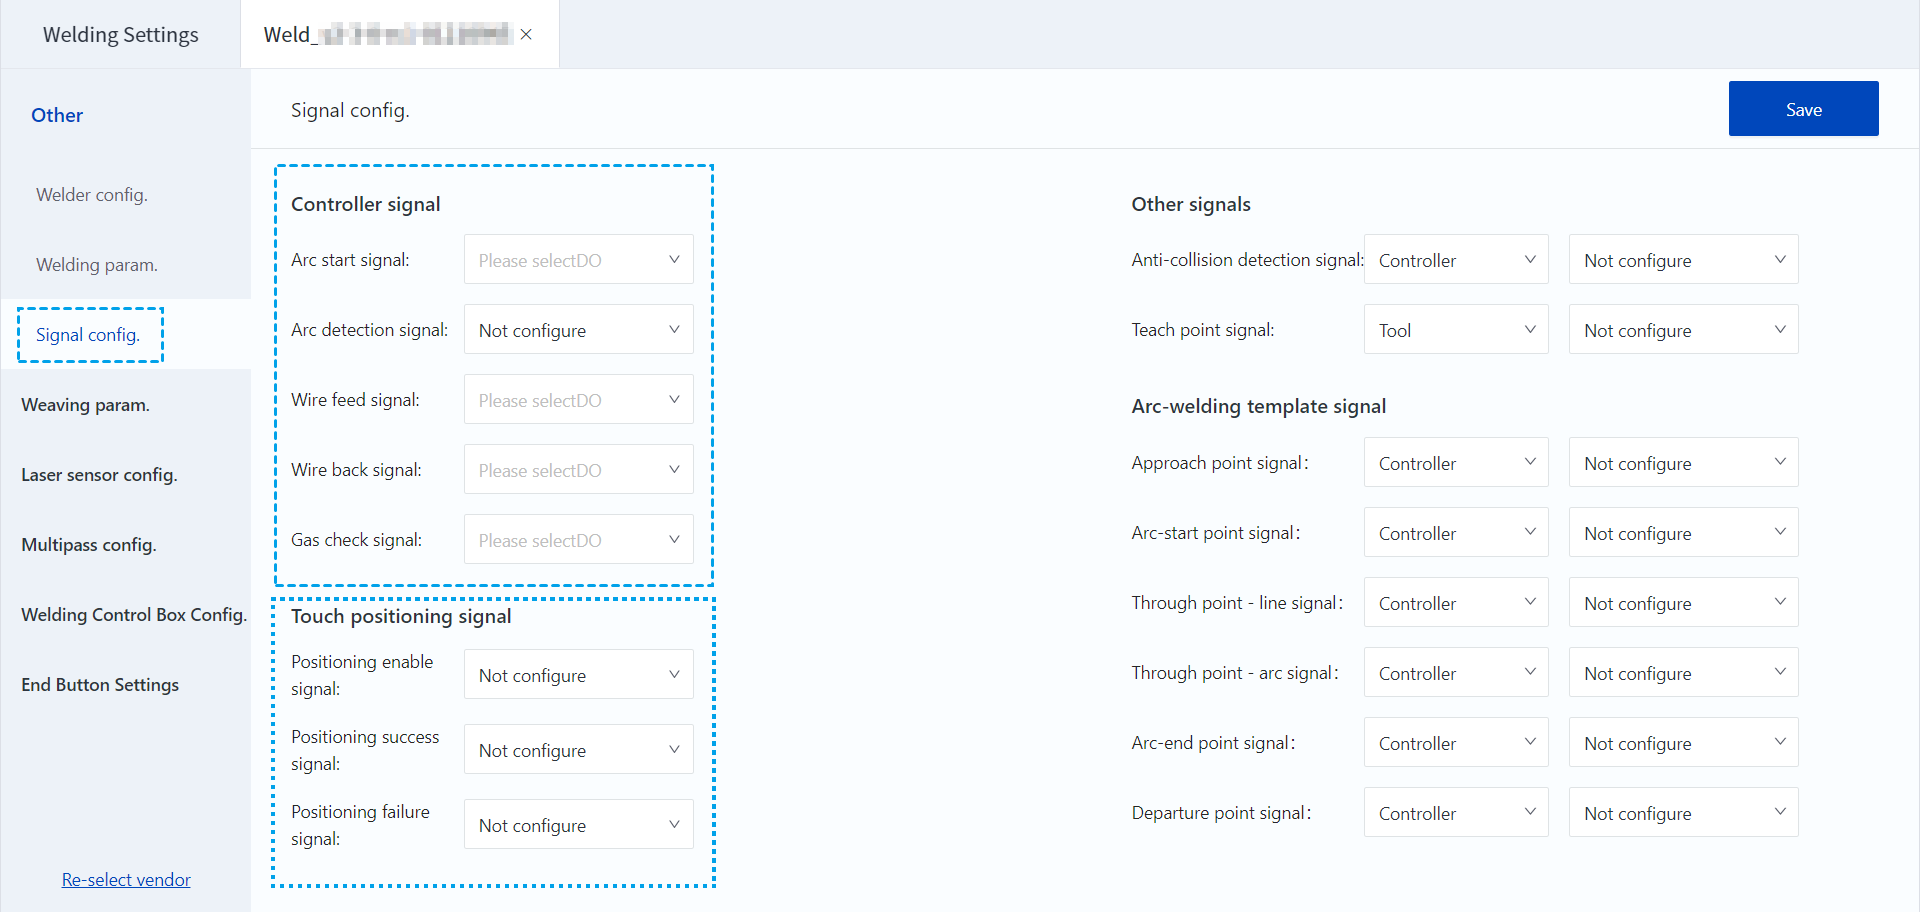 Welding Settings
Weld_
Other
Welder config.
Welding param.
Signal config.
Weaving param.
Laser sensor config.
Multipass config.
Welding Control Box Config.
End Button Settings
Re-select vendor
Signal config.
Save
Controller signal
Arc start signal: Please selectDO
Arc detection signal: Not configure
Wire feed signal: Please selectDO
Wire back signal: Please selectDO
Gas check signal: Please selectDO
Touch positioning signal
Positioning enable
signal: Not configure
Positioning success
signal: Not configure
Positioning failure
signal: Not configure
Other signals
Anti-collision detection signal: Controller Not configure
Teach point signal: Tool Not configure
Arc-welding template signal
Approach point signal: Controller Not configure
Arc-start point signal: Controller Not configure
Through point - line signal: Controller Not configure
Through point - arc signal: Controller Not configure
Arc-end point signal: Controller Not configure
Departure point signal: Controller Not configure